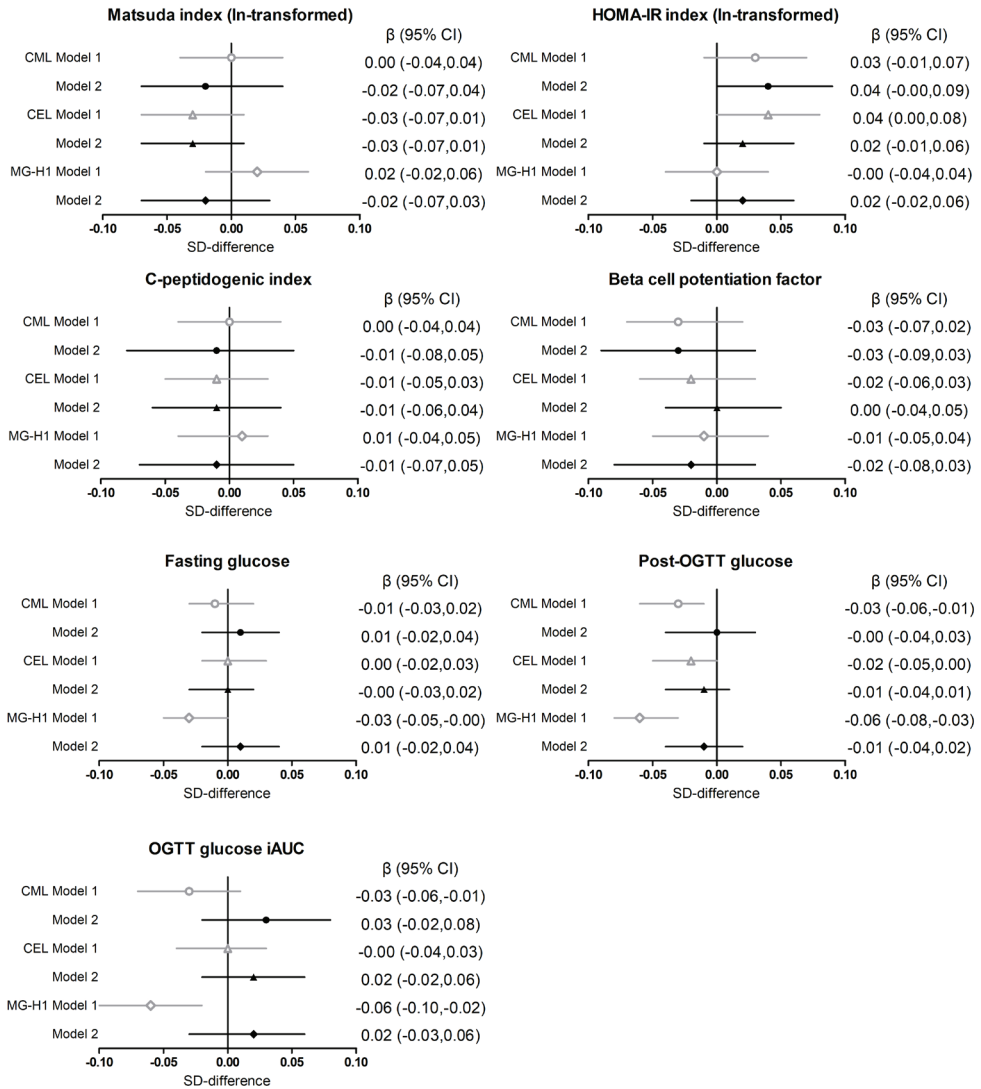 Matsuda index (ln-transformed)
β (95% CI)
CML Model 1 0.00 (-0.04,0.04)
Model 2 -0.02 (-0.07,0.04)
CEL Model 1 -0.03 (-0.07,0.01)
Model 2 -0.03 (-0.07,0.01)
MG-H1 Model 1 0.02 (-0.02,0.06)
Model 2 -0.02 (-0.07,0.03)
-0.10 -0.05 0.00 0.05 0.10
SD-difference
HOMA-IR index (ln-transformed)
β (95% CI)
CML Model 1 0.03 (-0.01,0.07)
Model 2 0.04 (-0.00,0.09)
CEL Model 1 0.04 (0.00,0.08)
Model 2 0.02 (-0.01,0.06)
MG-H1 Model 1 -0.00 (-0.04,0.04)
Model 2 0.02 (-0.02,0.06)
-0.10 -0.05 0.00 0.05 0.10
SD-difference
C-peptidogenic index
β (95% CI)
CML Model 1 0.00 (-0.04,0.04)
Model 2 -0.01 (-0.08,0.05)
CEL Model 1 -0.01 (-0.05,0.03)
Model 2 -0.01 (-0.06,0.04)
MG-H1 Model 1 0.01 (-0.04,0.05)
Model 2 -0.01 (-0.07,0.05)
-0.10 -0.05 0.00 0.05 0.10
SD-difference
Beta cell potentiation factor
β (95% CI)
CML Model 1 -0.03 (-0.07,0.02)
Model 2 -0.03 (-0.09,0.03)
CEL Model 1 -0.02 (-0.06,0.03)
Model 2 0.00 (-0.04,0.05)
MG-H1 Model 1 -0.01 (-0.05,0.04)
Model 2 -0.02 (-0.08,0.03)
-0.10 -0.05 0.00 0.05 0.10
SD-difference
Fasting glucose
β (95% CI)
CML Model 1 -0.01 (-0.03,0.02)
Model 2 0.01 (-0.02,0.04)
CEL Model 1 0.00 (-0.02,0.03)
Model 2 -0.00 (-0.03,0.02)
MG-H1 Model 1 -0.03 (-0.05,-0.00)
Model 2 0.01 (-0.02,0.04)
-0.10 -0.05 0.00 0.05 0.10
SD-difference
Post-OGTT glucose
β (95% CI)
CML Model 1 -0.03 (-0.06,-0.01)
Model 2 -0.00 (-0.04,0.03)
CEL Model 1 -0.02 (-0.05,0.00)
Model 2 -0.01 (-0.04,0.01)
MG-H1 Model 1 -0.06 (-0.08,-0.03)
Model 2 -0.01 (-0.04,0.02)
-0.10 -0.05 0.00 0.05 0.10
SD-difference
OGTT glucose iAUC
β (95% CI)
CML Model 1 -0.03 (-0.06,-0.01)
Model 2 0.03 (-0.02,0.08)
CEL Model 1 -0.00 (-0.04,0.03)
Model 2 0.02 (-0.02,0.06)
MG-H1 Model 1 -0.06 (-0.10,-0.02)
Model 2 0.02 (-0.03,0.06)
-0.10 -0.05 0.00 0.05 0.10
SD-difference